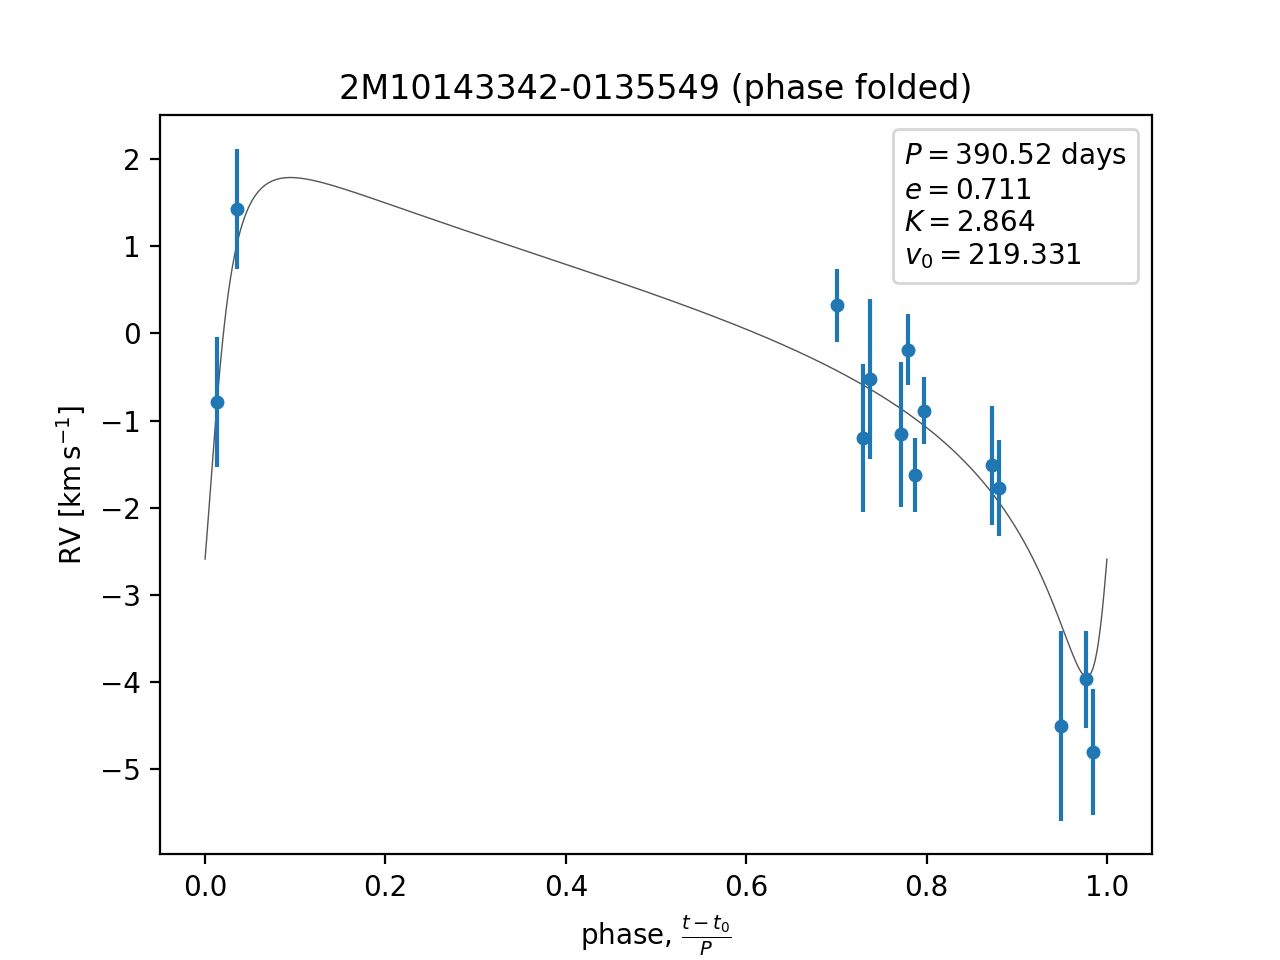 2M10143342-0135549 (phase folded)
P = 390.52 days
e = 0.711
K = 2.864
v₀ = 219.331
RV [km s⁻¹]
2
1
0
−1
−2
−3
−4
−5
0.0 0.2 0.4 0.6 0.8 1.0
phase, (t − t₀)/P